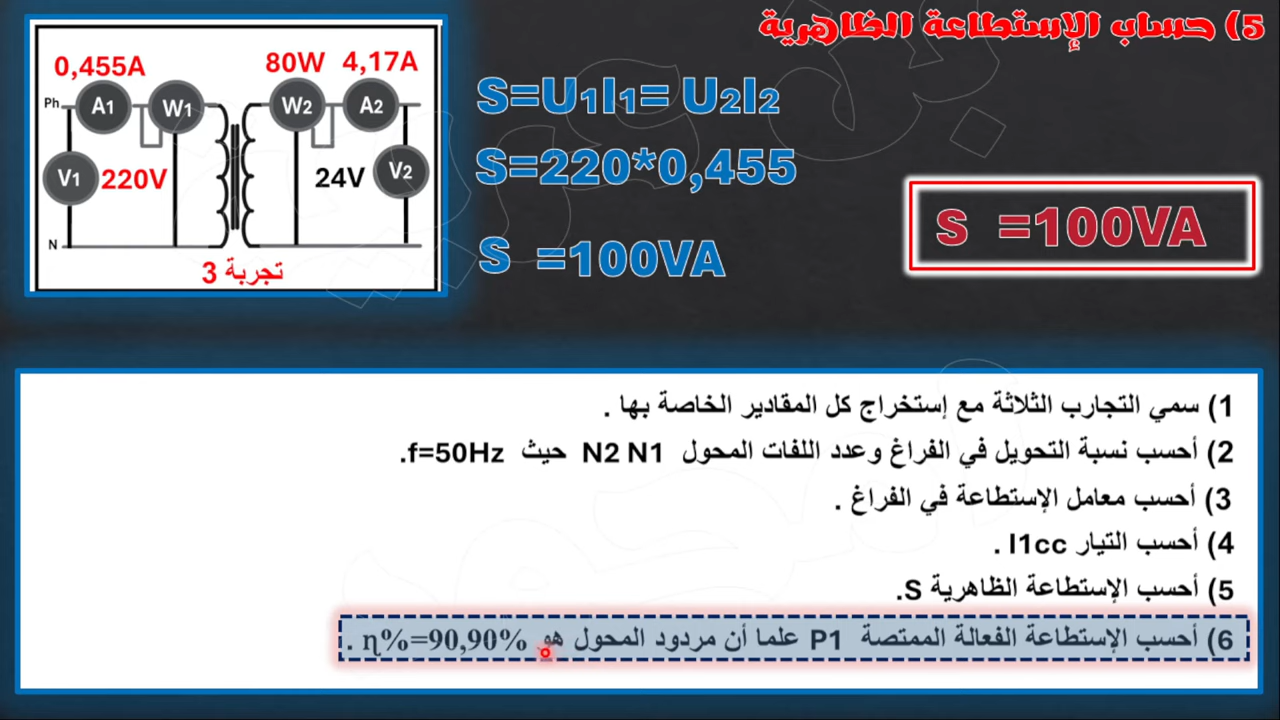 5) حساب الإستطاعة الظاهرية
0,455A
80W 4,17A
Ph A1 W1 W2 A2
V1 220V 24V V2
N
تجربة 3
S=U1I1= U2I2
S=220*0,455
S =100VA
S =100VA
1) سمي التجارب الثلاثة مع إستخراج كل المقادير الخاصة بها .
2) أحسب نسبة التحويل في الفراغ وعدد اللفات المحول N2 N1 حيث f=50Hz.
3) أحسب معامل الإستطاعة في الفراغ .
4) أحسب التيار I1cc .
5) أحسب الإستطاعة الظاهرية S.
6) أحسب الإستطاعة الفعالة الممتصة P1 علما أن مردود المحول هو η%=90,90% .